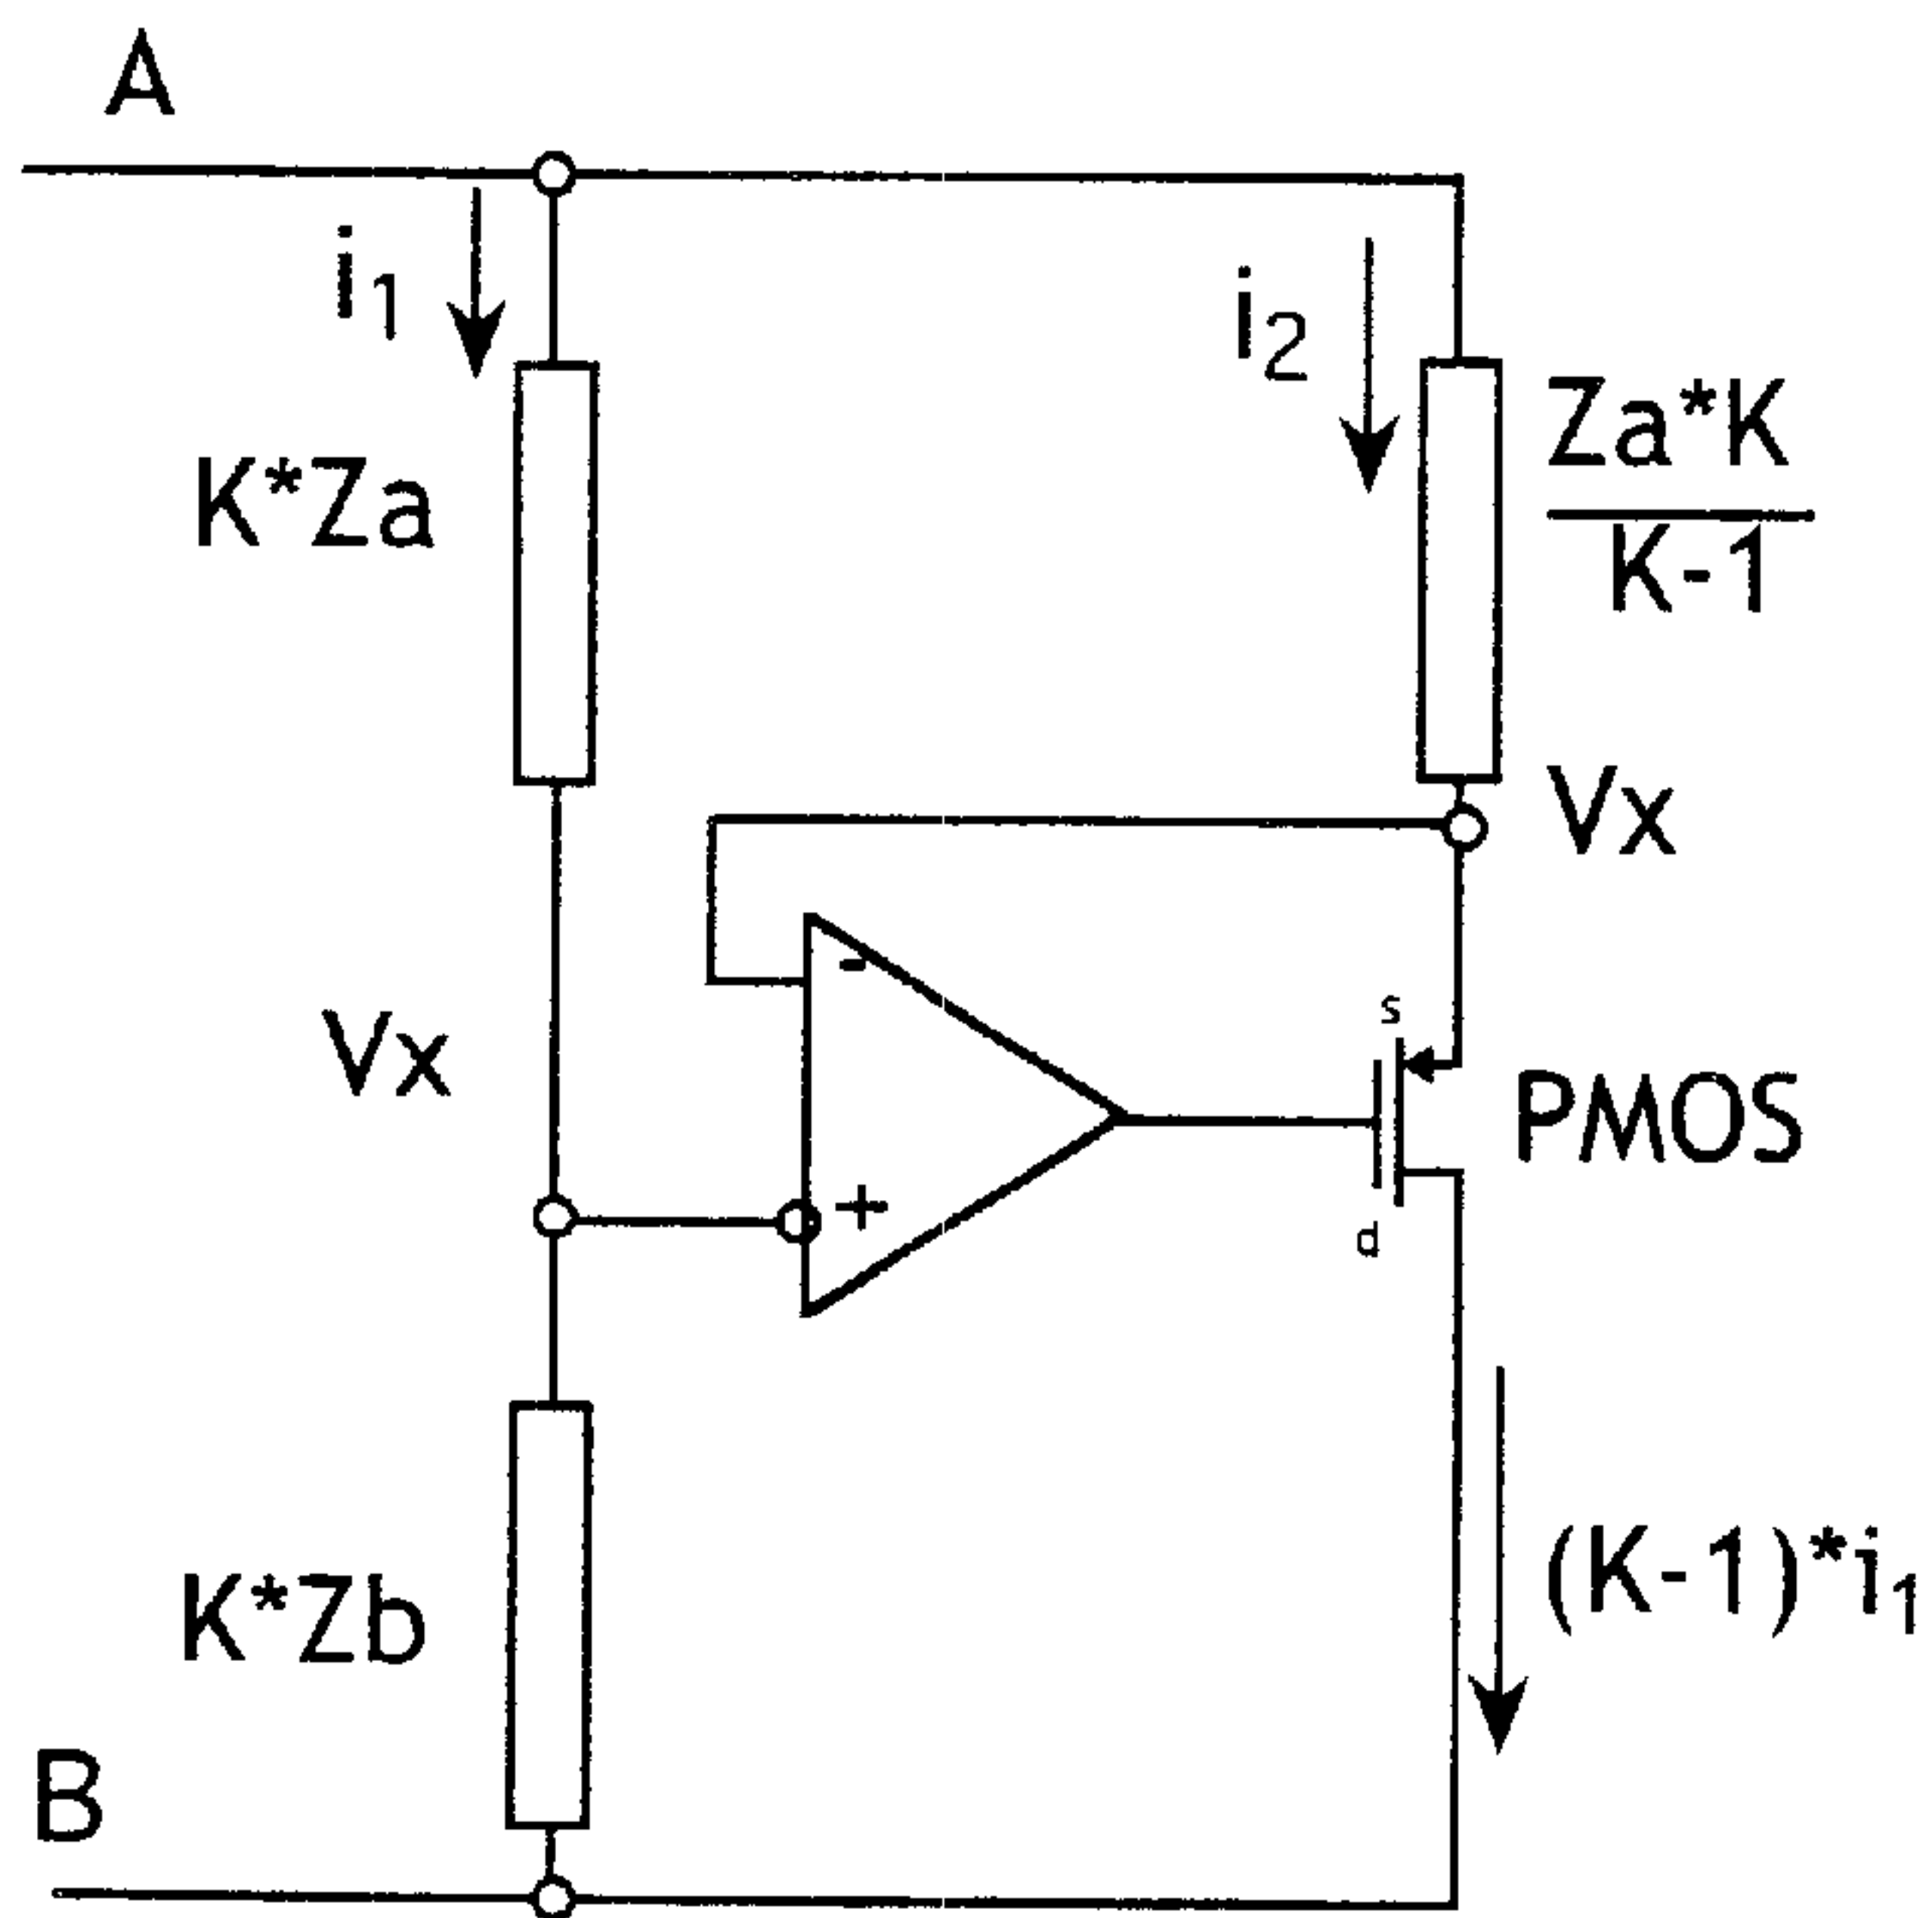 A
i1
i2
K*Za
Za*K
K-1
Vx
-
s
Vx
PMOS
+
d
(K-1)*i1
K*Zb
B